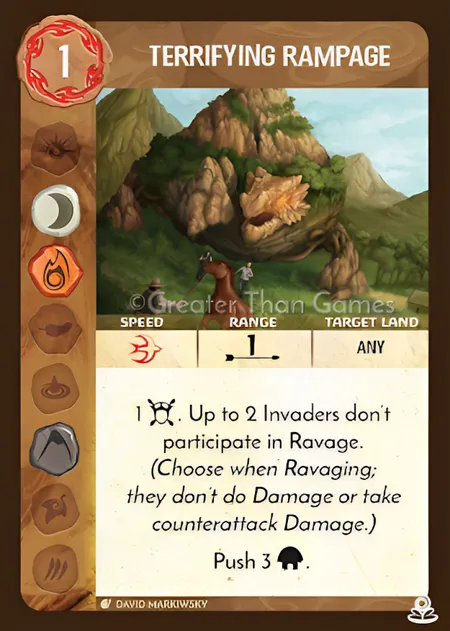 1
TERRIFYING RAMPAGE
©Greater Than Games
SPEED RANGE TARGET LAND
1 ANY
1 . Up to 2 Invaders don't
participate in Ravage.
(Choose when Ravaging;
they don't do Damage or take
counterattack Damage.)
Push 3 .
DAVID MARKIWSKY